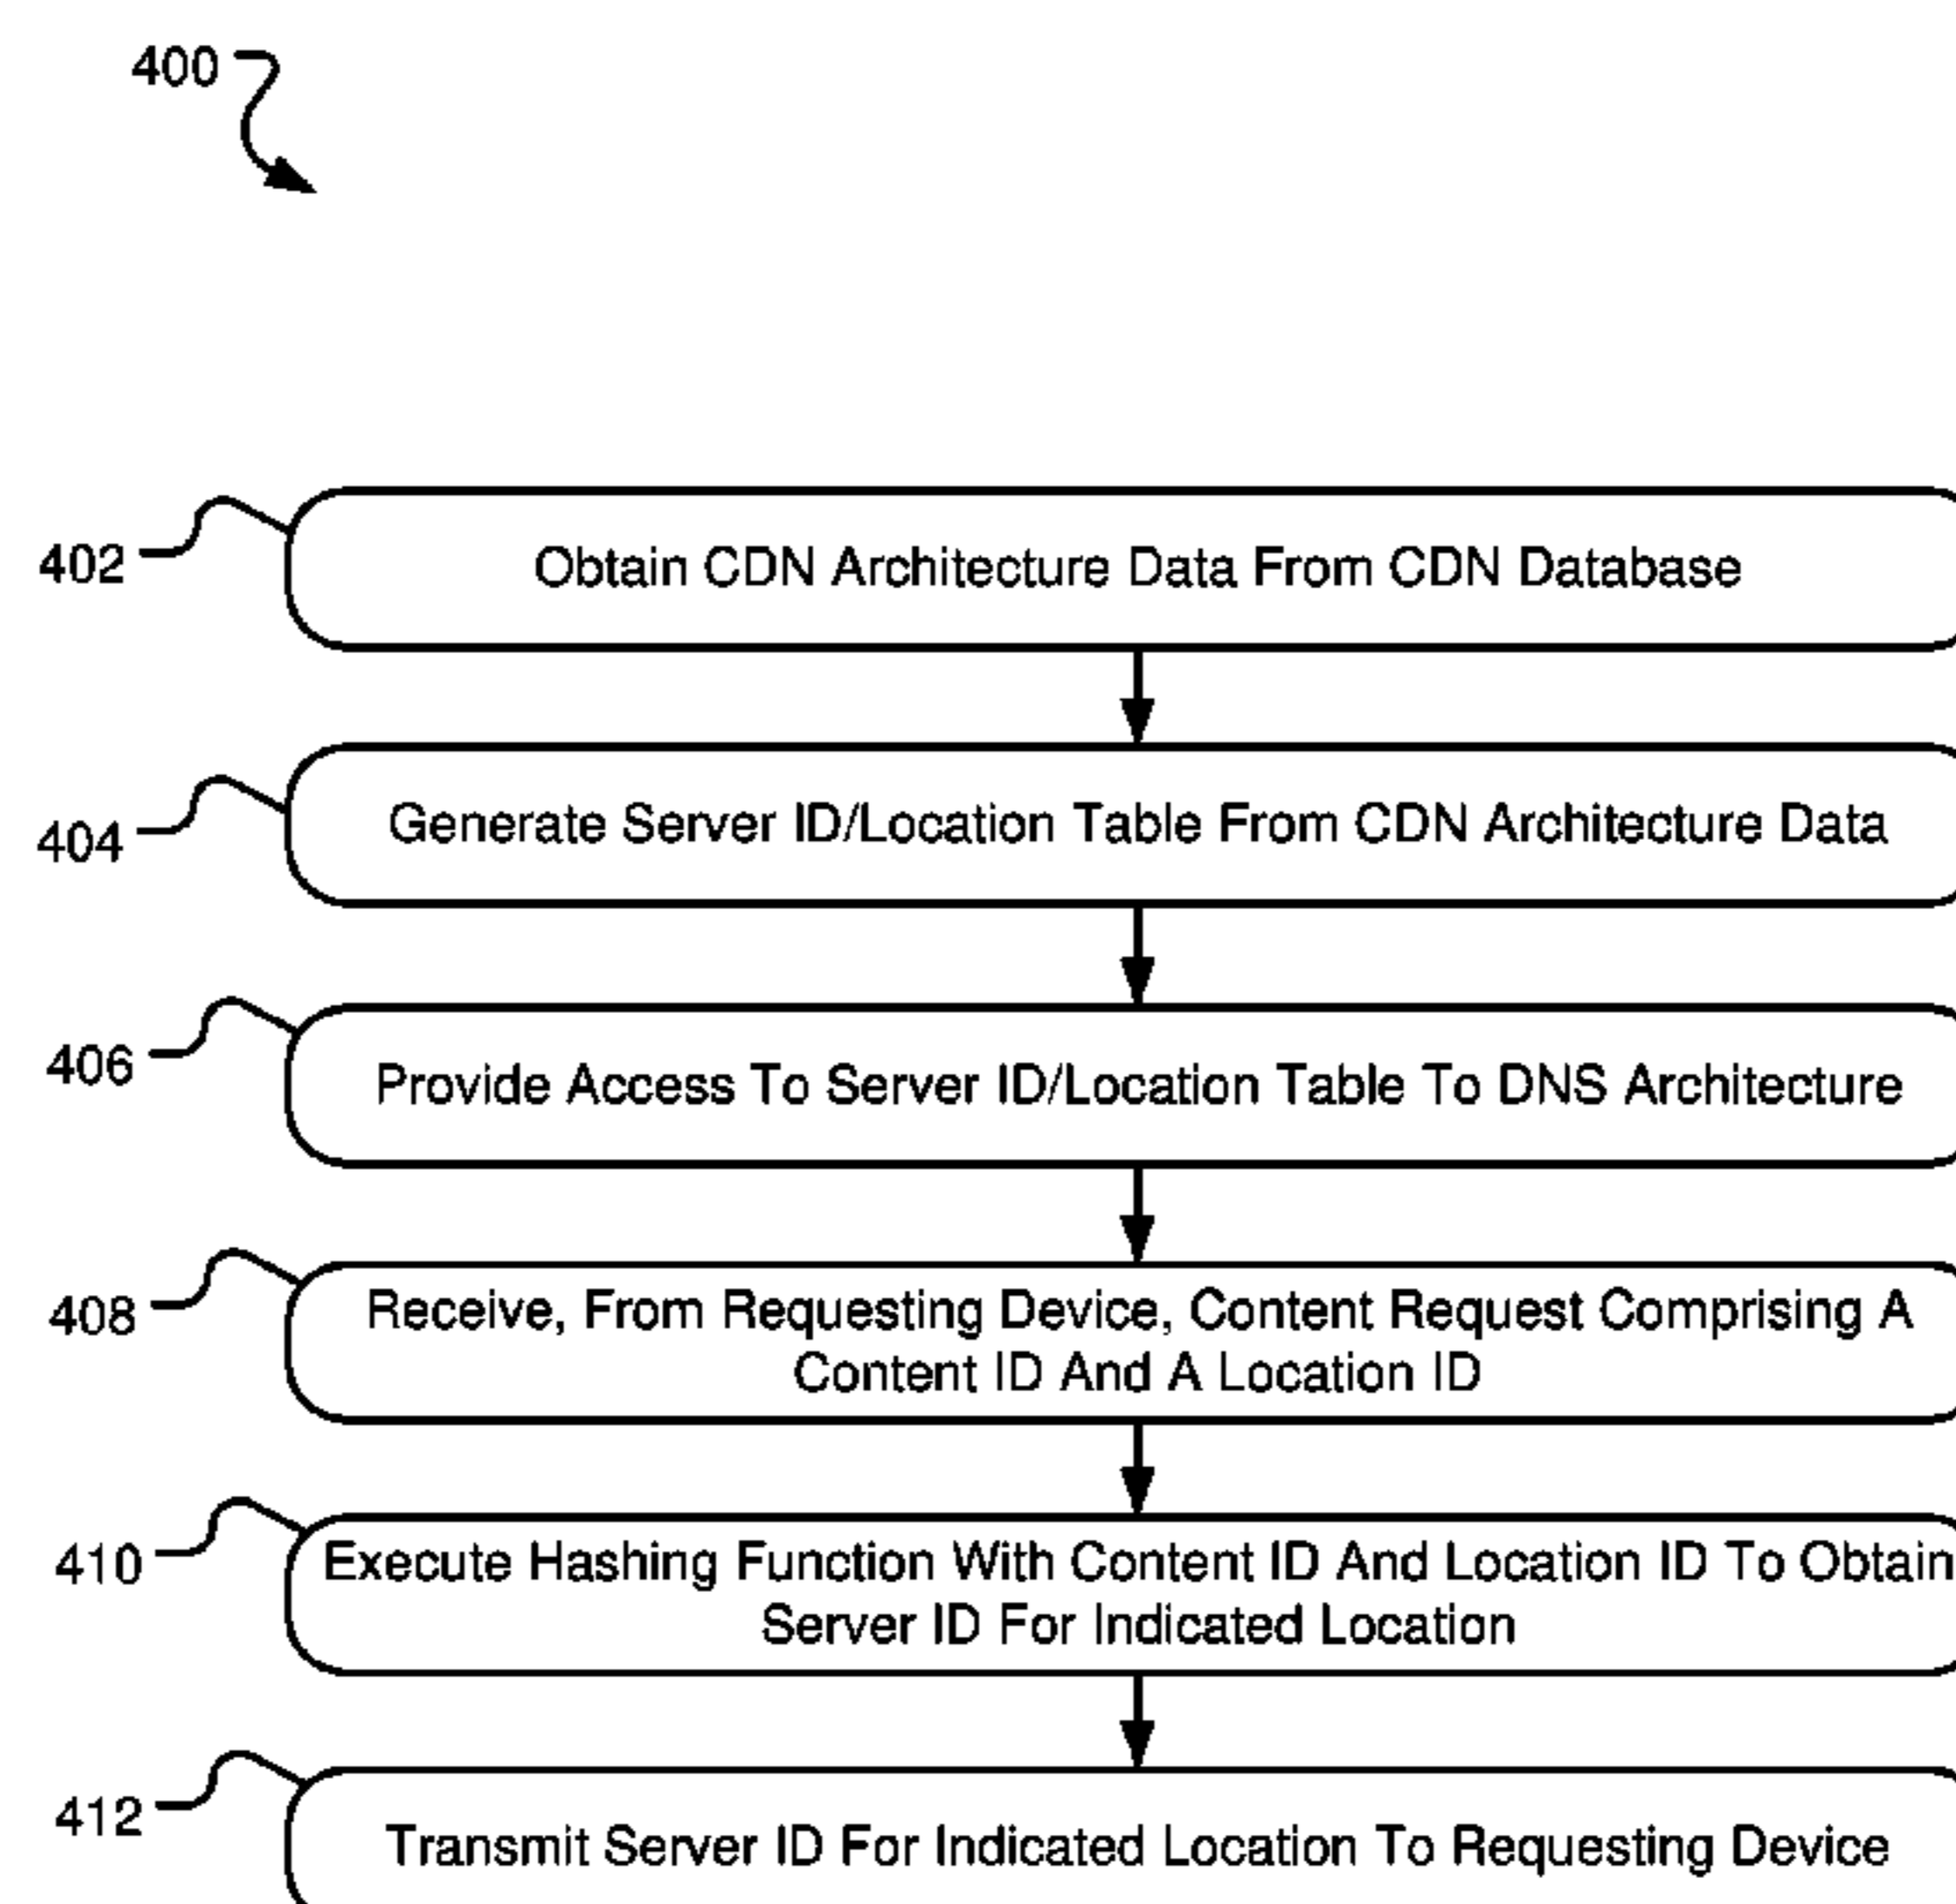 400
402
Obtain CDN Architecture Data From CDN Database
404
Generate Server ID/Location Table From CDN Architecture Data
406
Provide Access To Server ID/Location Table To DNS Architecture
408
Receive, From Requesting Device, Content Request Comprising A
Content ID And A Location ID
410
Execute Hashing Function With Content ID And Location ID To Obtain
Server ID For Indicated Location
412
Transmit Server ID For Indicated Location To Requesting Device